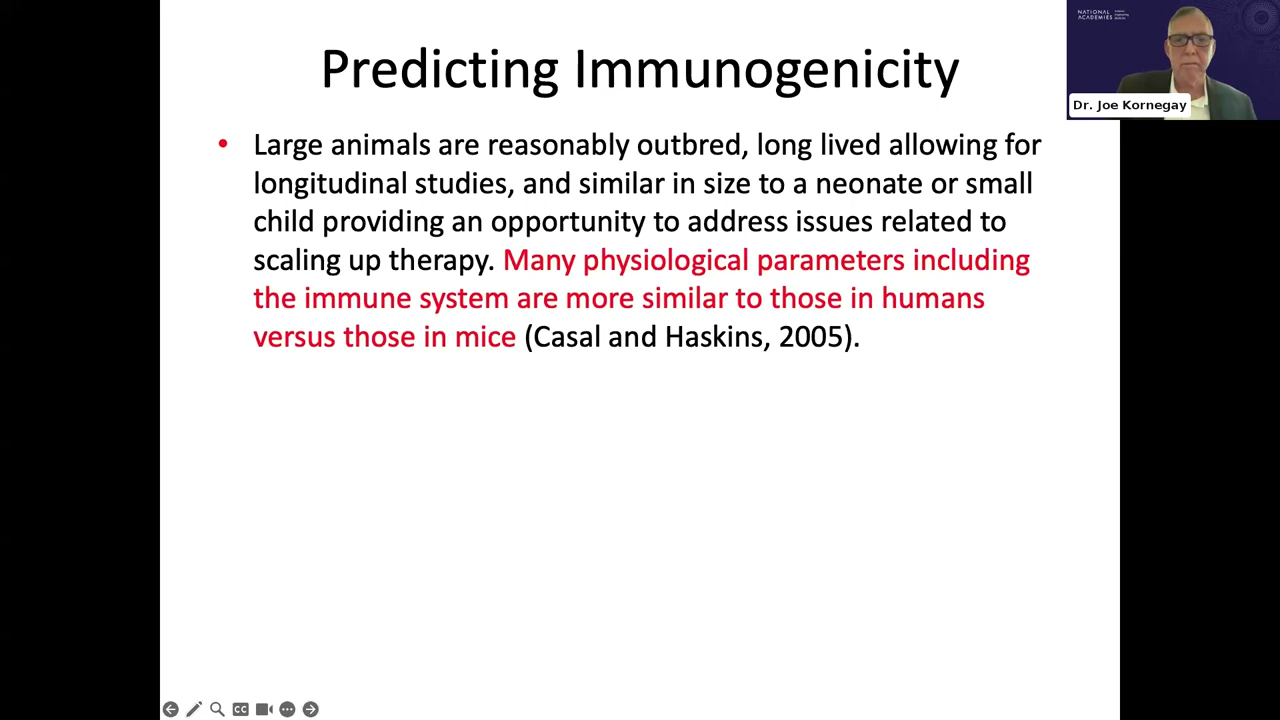 Predicting Immunogenicity
• Large animals are reasonably outbred, long lived allowing for
longitudinal studies, and similar in size to a neonate or small
child providing an opportunity to address issues related to
scaling up therapy. Many physiological parameters including
the immune system are more similar to those in humans
versus those in mice (Casal and Haskins, 2005).
NATIONAL
ACADEMIES
Dr. Joe Kornegay
CC